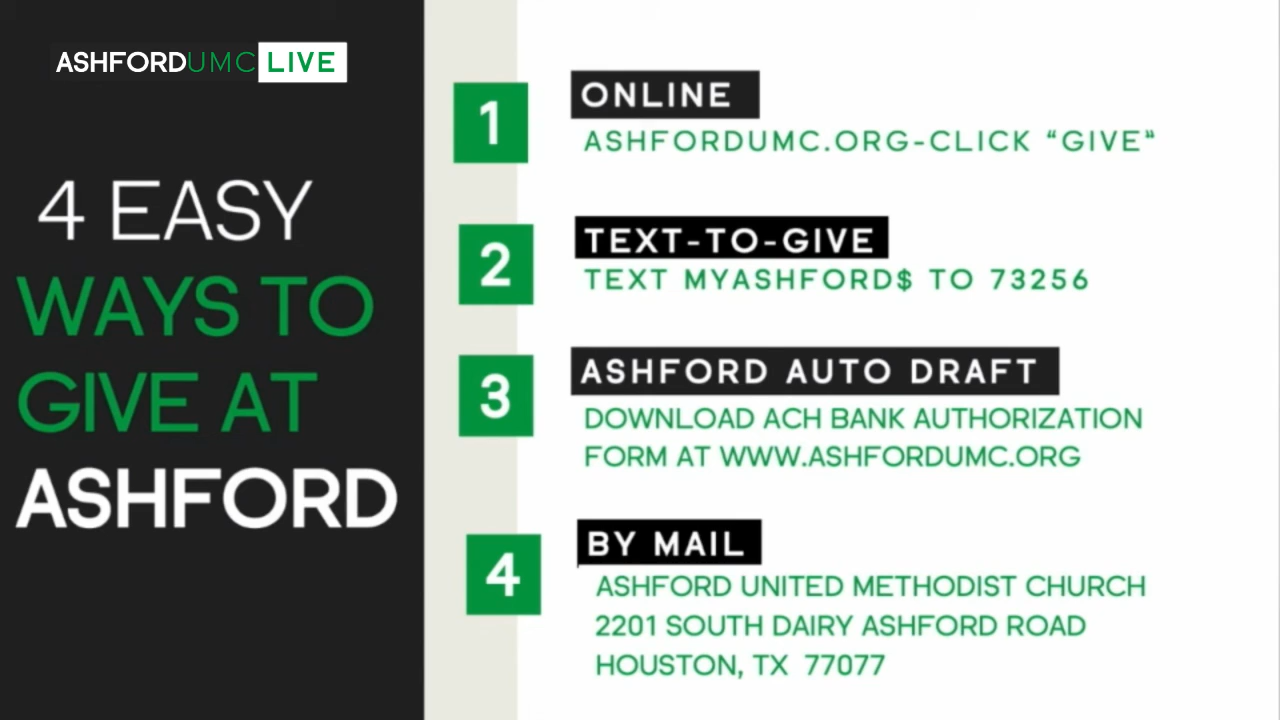 ASHFORDUMC LIVE
4 EASY
WAYS TO
GIVE AT
ASHFORD
1
ONLINE
ASHFORDUMC.ORG-CLICK “GIVE”
2
TEXT-TO-GIVE
TEXT MYASHFORD$ TO 73256
3
ASHFORD AUTO DRAFT
DOWNLOAD ACH BANK AUTHORIZATION
FORM AT WWW.ASHFORDUMC.ORG
4
BY MAIL
ASHFORD UNITED METHODIST CHURCH
2201 SOUTH DAIRY ASHFORD ROAD
HOUSTON, TX 77077